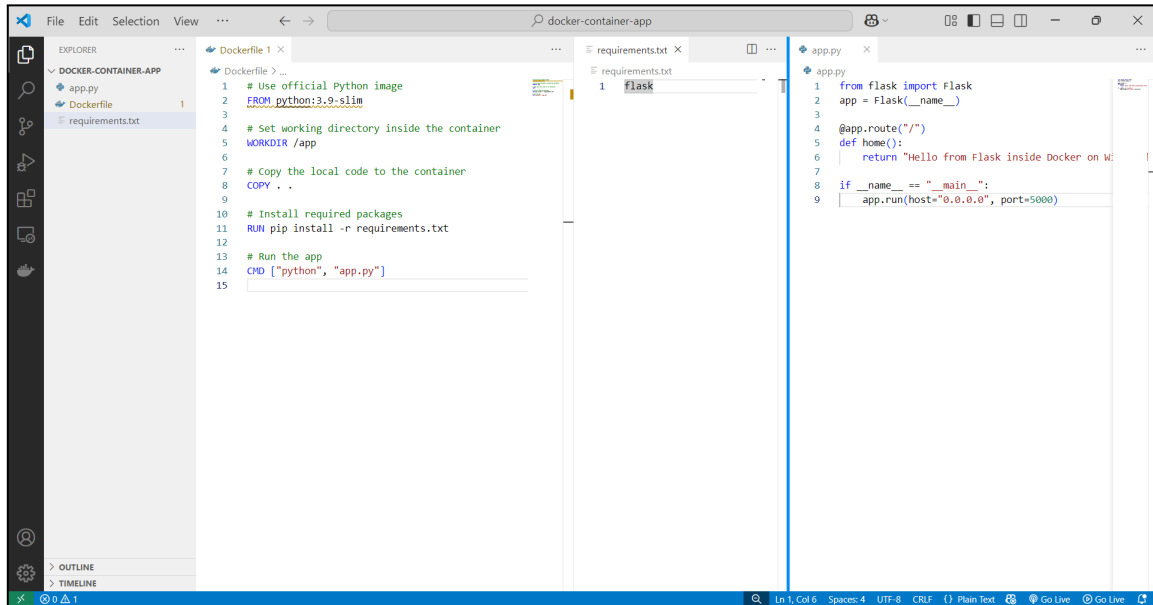 File Edit Selection View ... docker-container-app
EXPLORER ...
DOCKER-CONTAINER-APP
app.py
Dockerfile 1
requirements.txt
OUTLINE
TIMELINE
Dockerfile 1 ...
Dockerfile > ...
1 # Use official Python image
2 FROM python:3.9-slim
3
4 # Set working directory inside the container
5 WORKDIR /app
6
7 # Copy the local code to the container
8 COPY . .
9
10 # Install required packages
11 RUN pip install -r requirements.txt
12
13 # Run the app
14 CMD ["python", "app.py"]
15
requirements.txt ...
requirements.txt
1 flask
app.py ...
app.py
1 from flask import Flask
2 app = Flask(__name__)
3
4 @app.route("/")
5 def home():
6 return "Hello from Flask inside Docker on Wi
7
8 if __name__ == "__main__":
9 app.run(host="0.0.0.0", port=5000)
0 1 Ln 1, Col 6 Spaces: 4 UTF-8 CRLF {} Plain Text Go Live Go Live